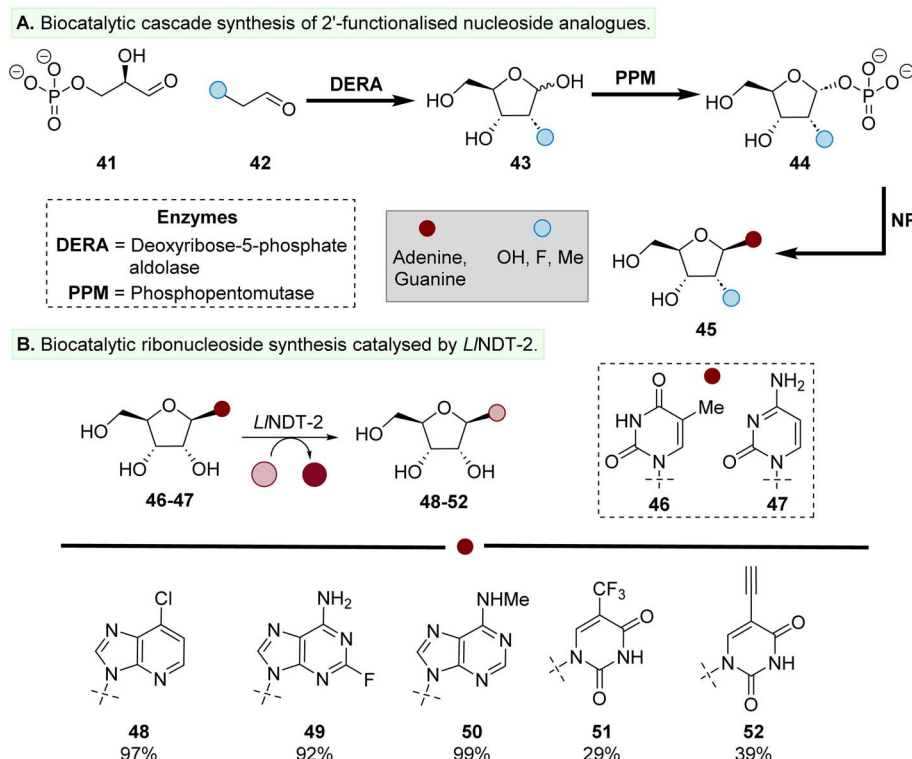 A. Biocatalytic cascade synthesis of 2'-functionalised nucleoside analogues.
⊖O O⊖ P O O OH O
41
O
42
DERA
HO O OH HO
43
PPM
HO O O P O O⊖ O⊖ HO
44
Enzymes
DERA = Deoxyribose-5-phosphate
aldolase
PPM = Phosphopentomutase
Adenine,
Guanine
OH, F, Me
NP
HO O HO
45
B. Biocatalytic ribonucleoside synthesis catalysed by LlNDT-2.
HO O HO OH
46-47
LlNDT-2
HO O HO OH
48-52
O Me HN O N
46
NH2 N O N
47
Cl N N N
48
97%
NH2 N N N N F
49
92%
NHMe N N N N
50
99%
CF3 O N NH O
51
29%
O N NH O
52
39%